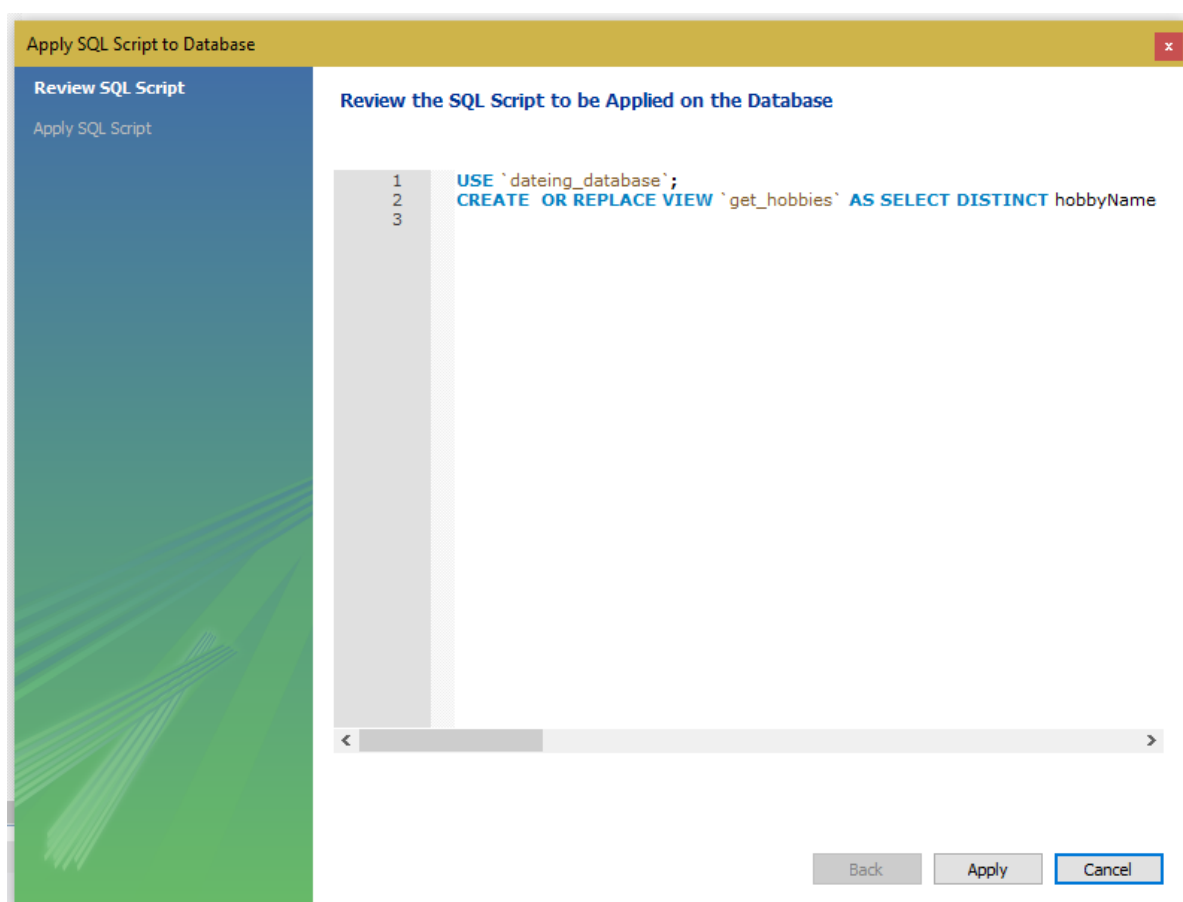 Apply SQL Script to Database
x
Review SQL Script
Apply SQL Script
Review the SQL Script to be Applied on the Database
1 USE `dateing_database`;
2 CREATE  OR REPLACE VIEW `get_hobbies` AS SELECT DISTINCT hobbyName
3
Back Apply Cancel